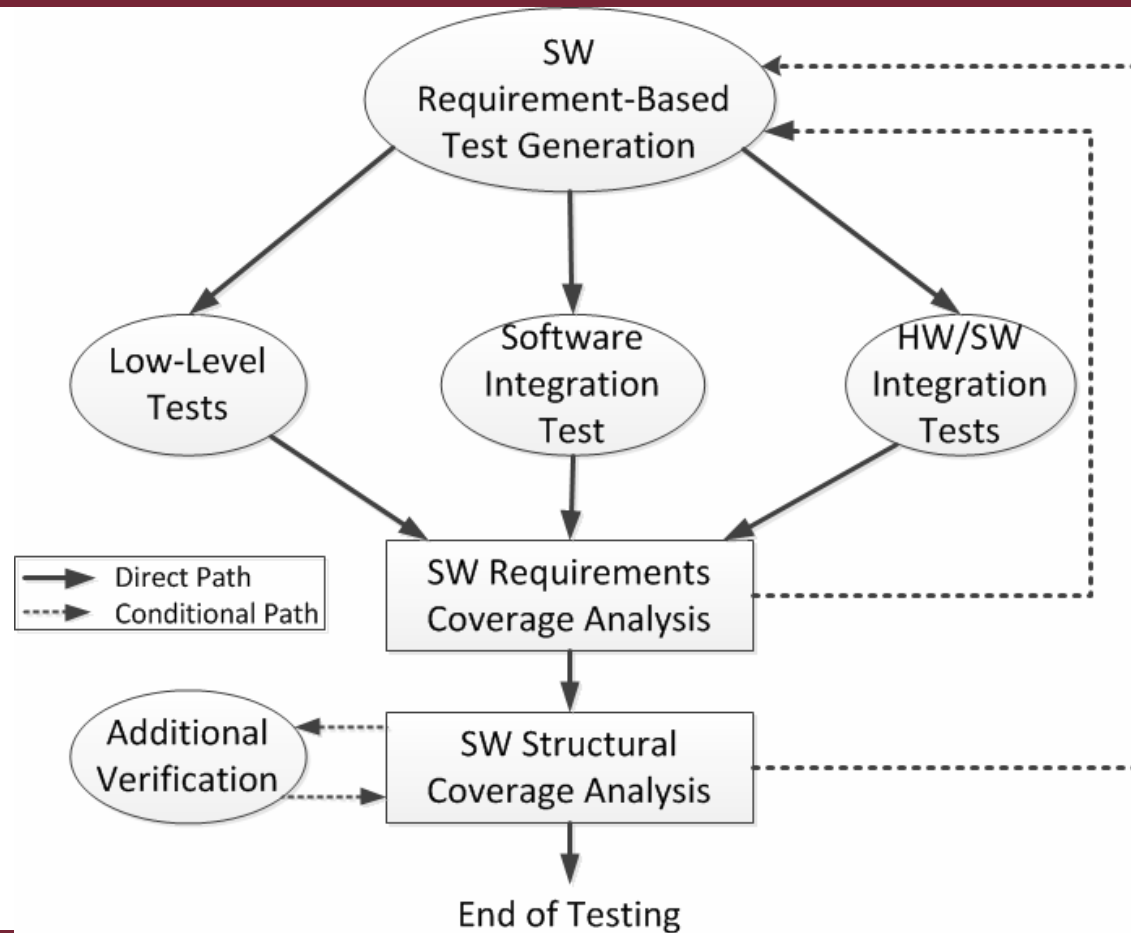 SW
Requirement-Based
Test Generation
Low-Level
Tests
Software
Integration
Test
HW/SW
Integration
Tests
Direct Path
Conditional Path
SW Requirements
Coverage Analysis
Additional
Verification
SW Structural
Coverage Analysis
End of Testing